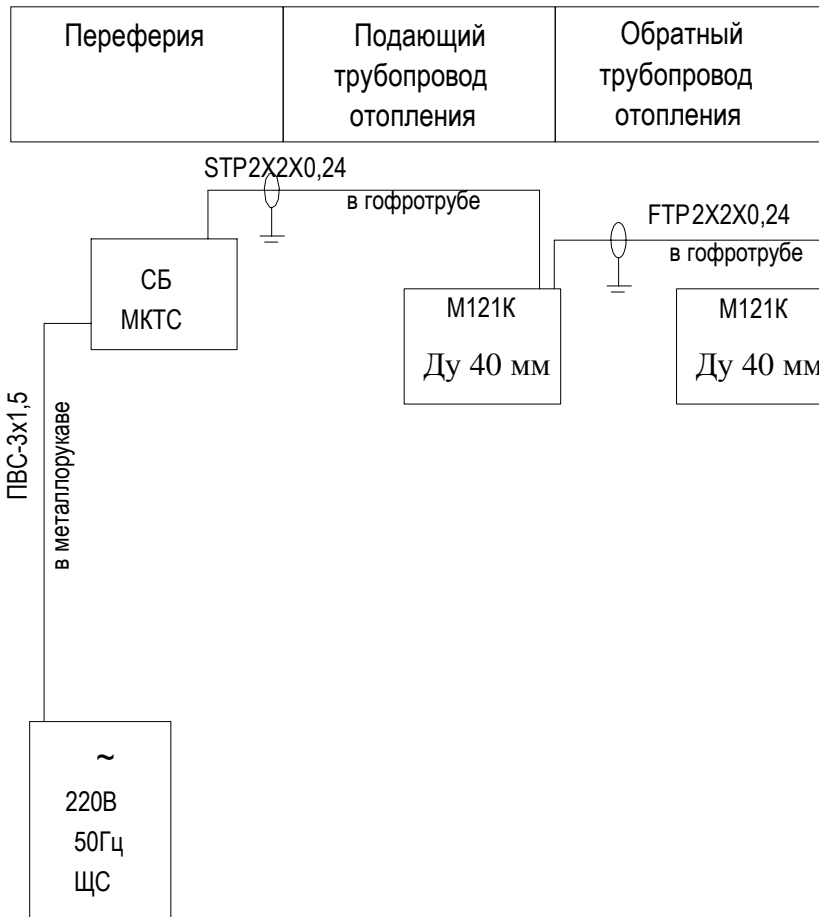 Переферия
Подающий
трубопровод
отопления
Обратный
трубопровод
отопления
STP2X2X0,24
в гофротрубе
FTP2X2X0,24
в гофротрубе
СБ
МКТС
М121К
Ду 40 мм
М121К
Ду 40 мм
ПВС-3х1,5
в металлорукаве
~
220В
50Гц
ЩС